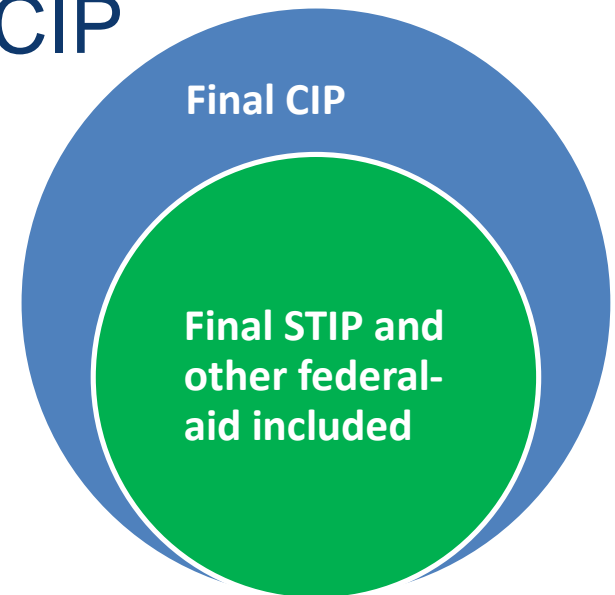 CIP
Final CIP
Final STIP and
other federal-
aid included